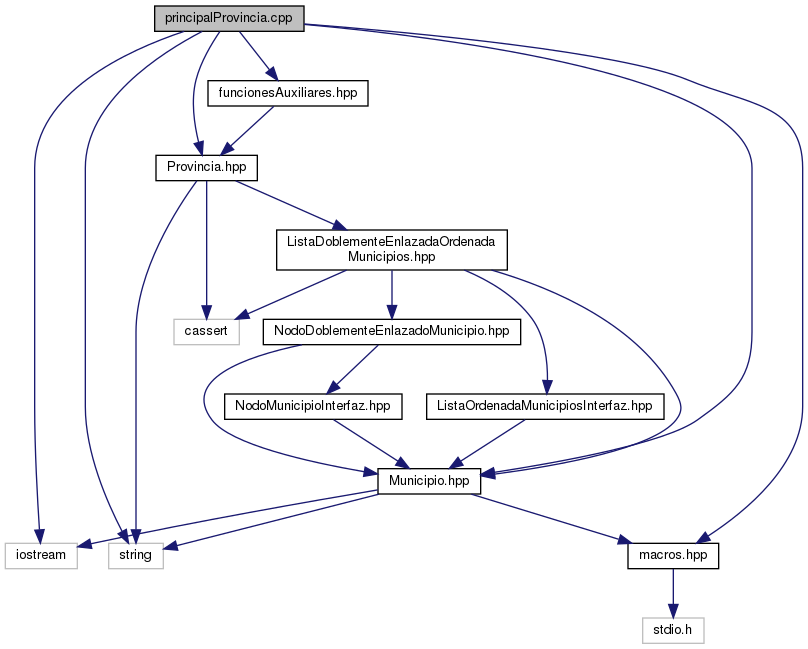 principalProvincia.cpp
funcionesAuxiliares.hpp
Provincia.hpp
ListaDoblementeEnlazadaOrdenada
Municipios.hpp
cassert
NodoDoblementeEnlazadoMunicipio.hpp
NodoMunicipioInterfaz.hpp
ListaOrdenadaMunicipiosInterfaz.hpp
Municipio.hpp
iostream
string
macros.hpp
stdio.h